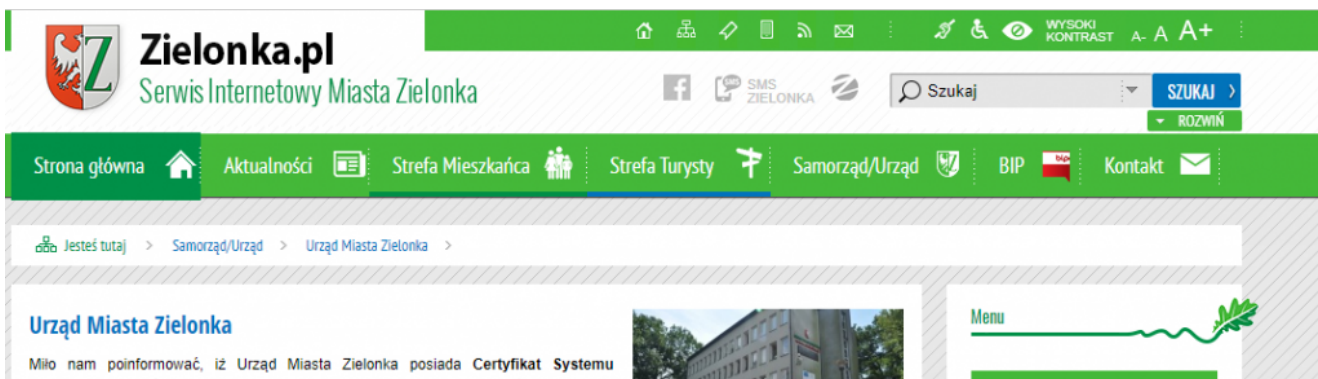 WYSOKI
KONTRAST A- A A+
Zielonka.pl
Serwis Internetowy Miasta Zielonka
SMS
ZIELONKA
Szukaj
SZUKAJ
ROZWIŃ
Strona główna Aktualności Strefa Mieszkańca Strefa Turysty Samorząd/Urząd BIP bip Kontakt
Jesteś tutaj > Samorząd/Urząd > Urząd Miasta Zielonka >
Urząd Miasta Zielonka
Menu
Miło nam poinformować, iż Urząd Miasta Zielonka posiada Certyfikat Systemu